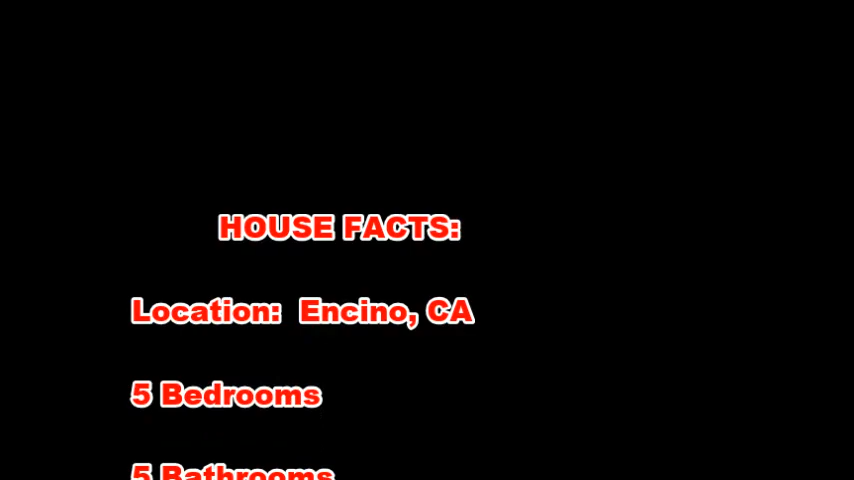 HOUSE FACTS:
Location: Encino, CA
5 Bedrooms
5 Bathrooms